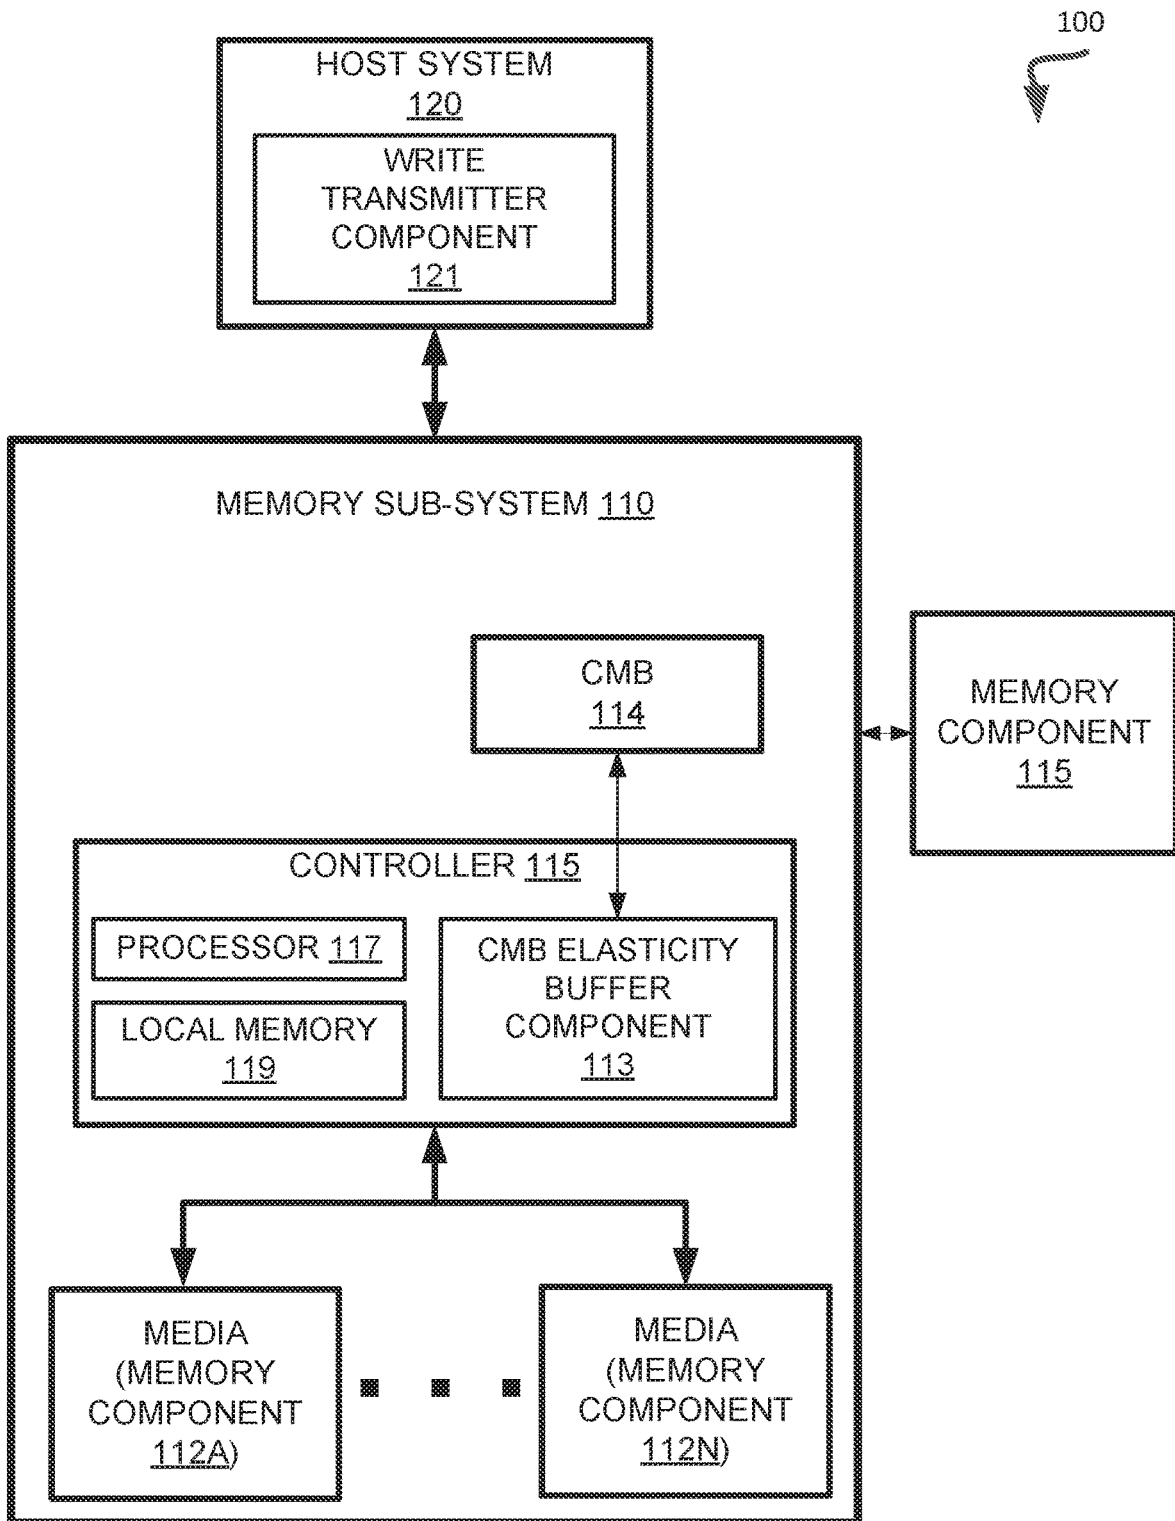 100
HOST SYSTEM
120
WRITE
TRANSMITTER
COMPONENT
121
MEMORY SUB-SYSTEM 110
CMB
114
MEMORY
COMPONENT
115
CONTROLLER 115
PROCESSOR 117
LOCAL MEMORY
119
CMB ELASTICITY
BUFFER
COMPONENT
113
MEDIA
(MEMORY
COMPONENT
112A)
MEDIA
(MEMORY
COMPONENT
112N)